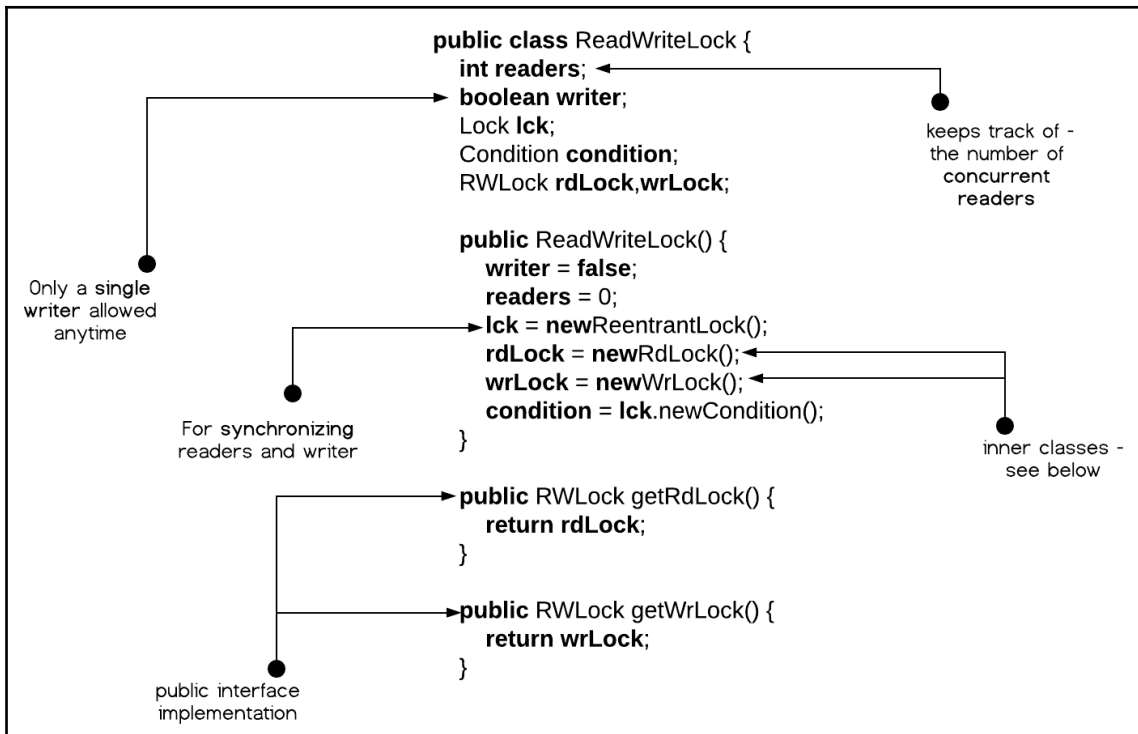 public class ReadWriteLock {
int readers;
boolean writer;
Lock lck;
Condition condition;
RWLock rdLock,wrLock;
keeps track of -
the number of
concurrent
readers
public ReadWriteLock() {
writer = false;
readers = 0;
lck = newReentrantLock();
rdLock = newRdLock();
wrLock = newWrLock();
condition = lck.newCondition();
}
Only a single
writer allowed
anytime
For synchronizing
readers and writer
inner classes -
see below
public RWLock getRdLock() {
return rdLock;
}
public RWLock getWrLock() {
return wrLock;
}
public interface
implementation